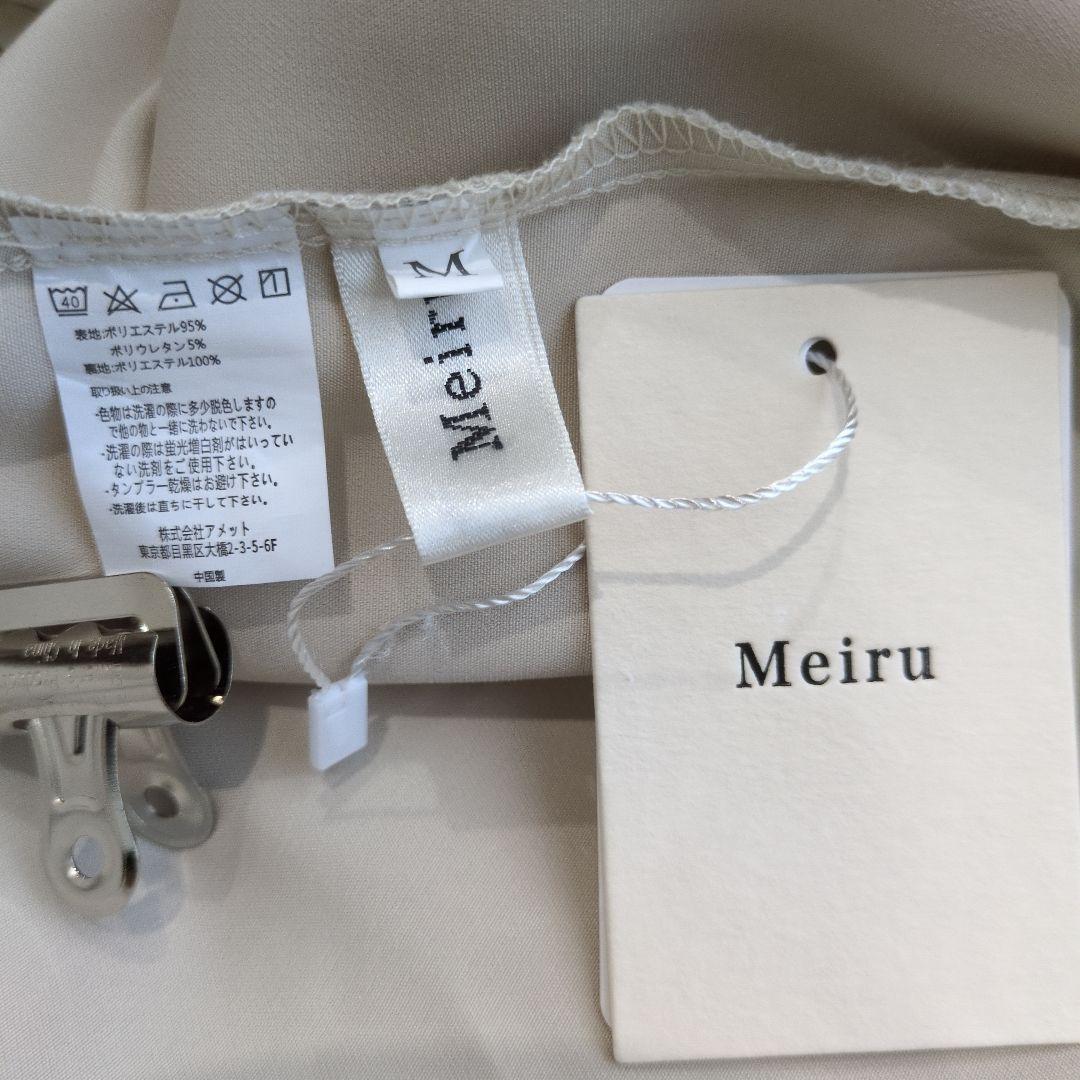 40
表地:ポリエステル95%
ポリウレタン5%
裏地:ポリエステル100%
取り扱い上の注意
-色物は洗濯の際に多少脱色しますの
で他の物と一緒に洗わないで下さい。
-洗濯の際は蛍光増白剤がはいってい
ない洗剤をご使用下さい。
-タンブラー乾燥はお避け下さい。
-洗濯後は直ちに干して下さい。
株式会社アメット
東京都目黒区大橋2-3-5-6F
中国製
M
Meiru
Meiru
Made In China